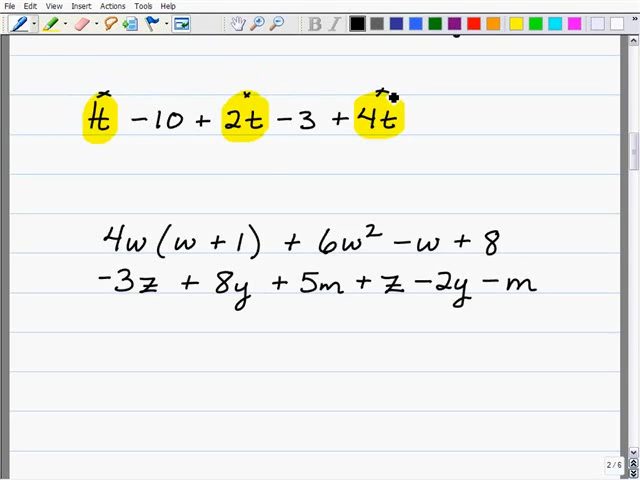 File Edit View Insert Actions Tools Help
1t - 10 + 2t - 3 + 4t
4w (w + 1) + 6w² - w + 8
-3z + 8y + 5m + z - 2y - m
2 / 6